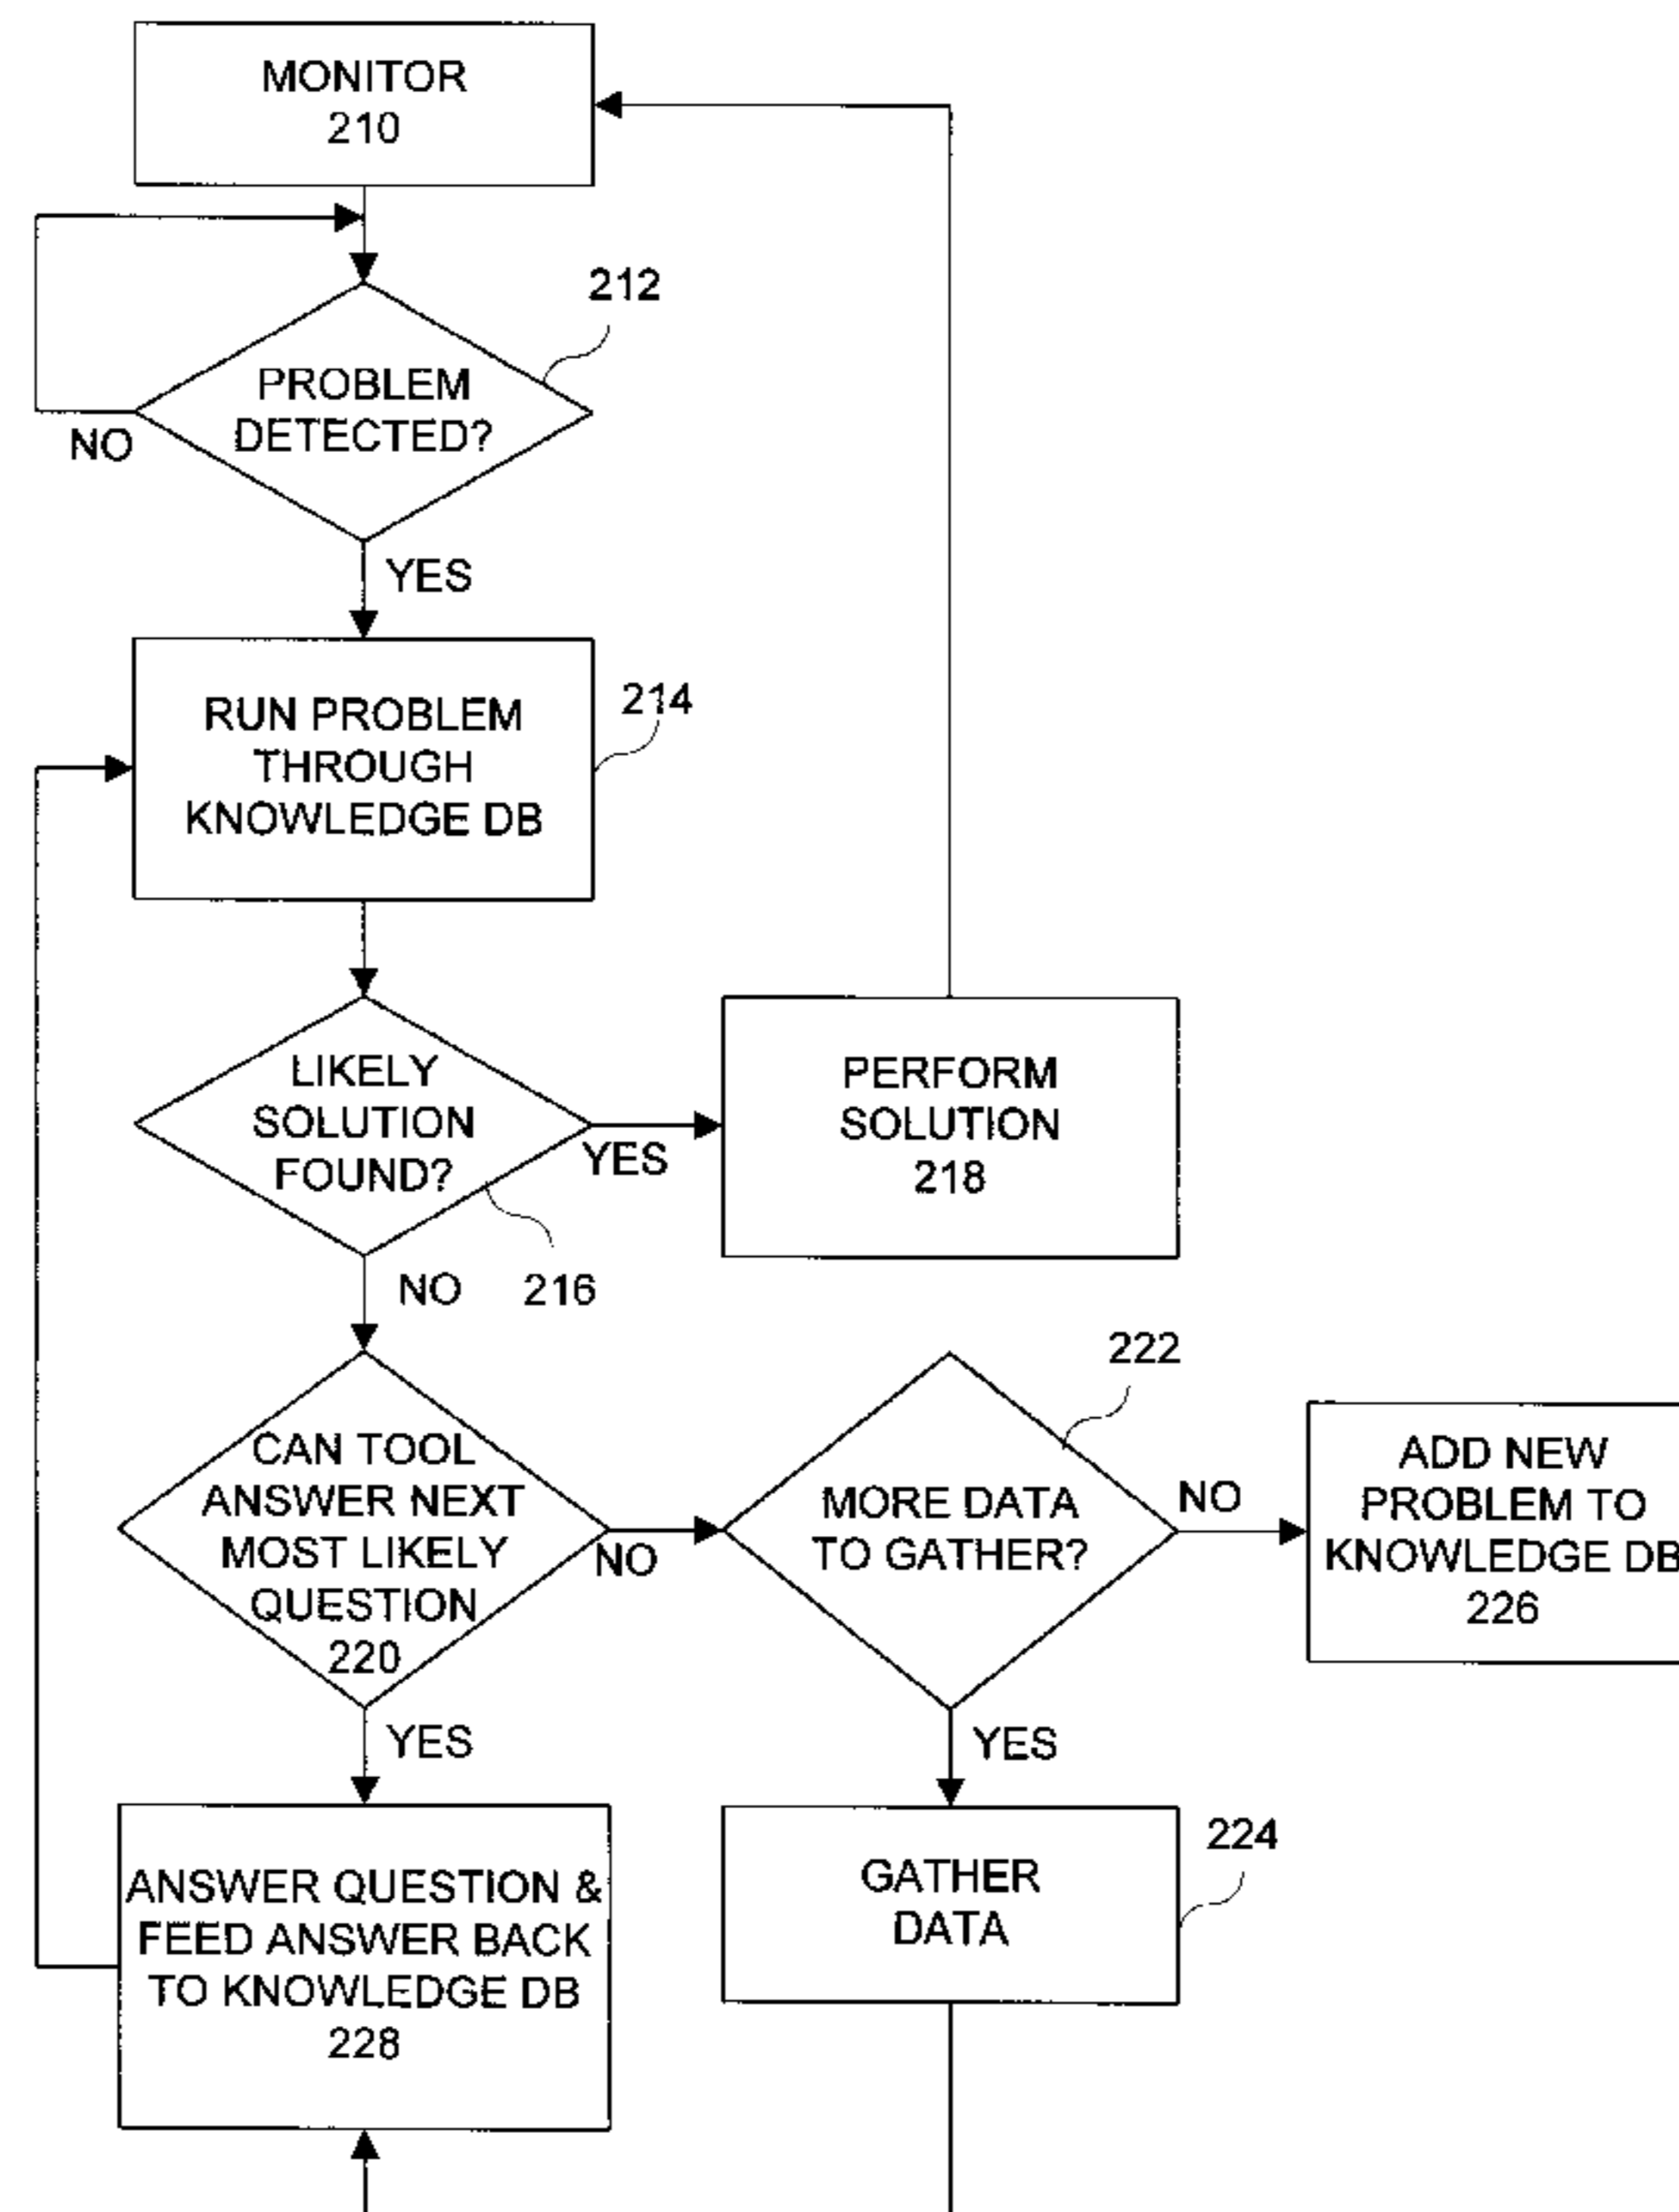 MONITOR
210
212
PROBLEM
DETECTED?
NO
YES
214
RUN PROBLEM
THROUGH
KNOWLEDGE DB
LIKELY
SOLUTION
FOUND?
YES
PERFORM
SOLUTION
218
NO
216
222
CAN TOOL
ANSWER NEXT
MOST LIKELY
QUESTION
220
NO
MORE DATA
TO GATHER?
NO
ADD NEW
PROBLEM TO
KNOWLEDGE DB
226
YES
YES
224
ANSWER QUESTION &
FEED ANSWER BACK
TO KNOWLEDGE DB
228
GATHER
DATA